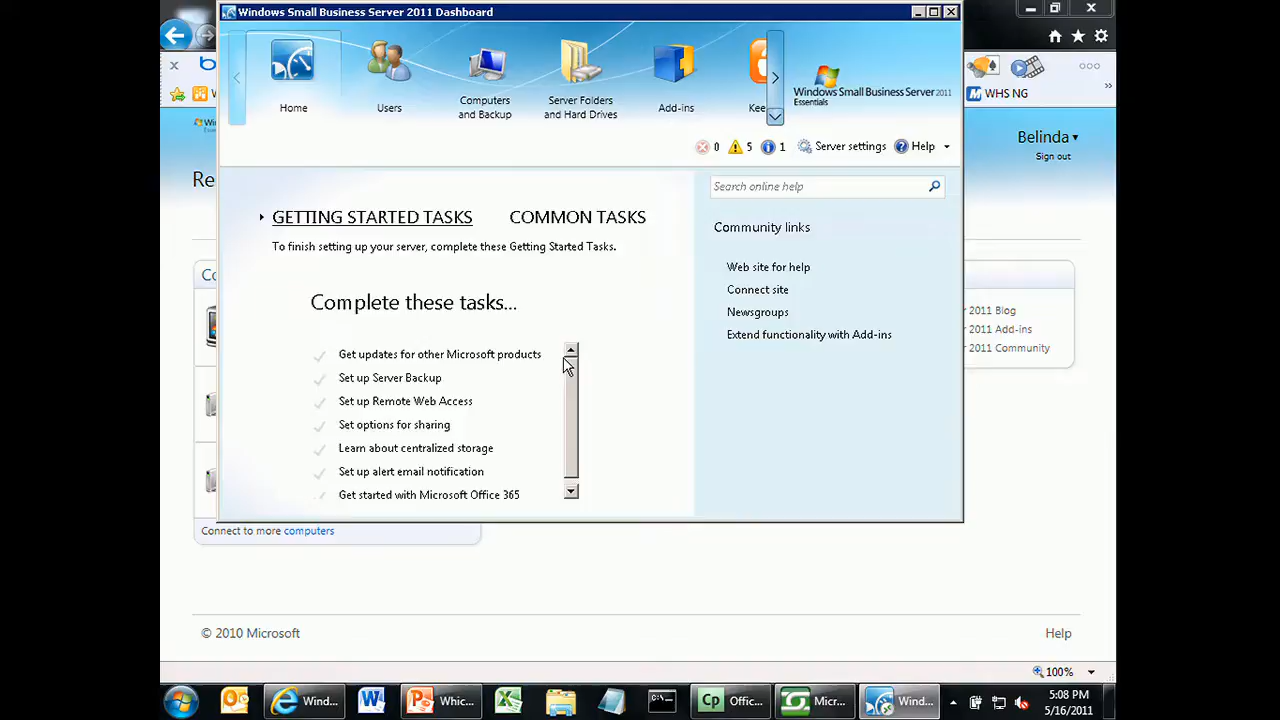 Windows Small Business Server 2011 Dashboard
Home
Users
Computers
and Backup
Server Folders
and Hard Drives
Add-ins
Kee
Windows Small Business Server 2011
Essentials
0 5 1 Server settings Help
WHS NG
Belinda
Sign out
Re
Search online help
GETTING STARTED TASKS COMMON TASKS
To finish setting up your server, complete these Getting Started Tasks.
Complete these tasks...
Get updates for other Microsoft products
Set up Server Backup
Set up Remote Web Access
Set options for sharing
Learn about centralized storage
Set up alert email notification
Get started with Microsoft Office 365
Community links
Web site for help
Connect site
Newsgroups
Extend functionality with Add-ins
Co
2011 Blog
2011 Add-ins
2011 Community
Connect to more computers
© 2010 Microsoft
Help
100%
Wind...
Whic...
Offic...
Micr...
Wind...
5:08 PM
5/16/2011